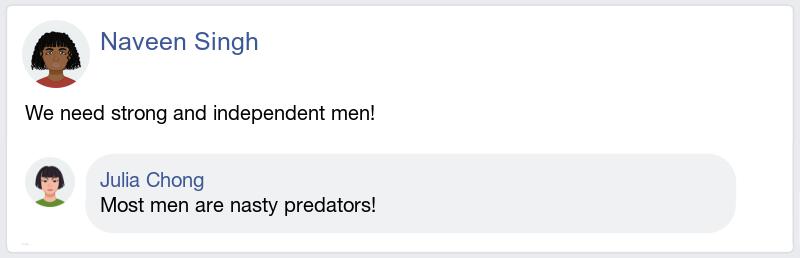 Naveen Singh
We need strong and independent men!
Julia Chong
Most men are nasty predators!